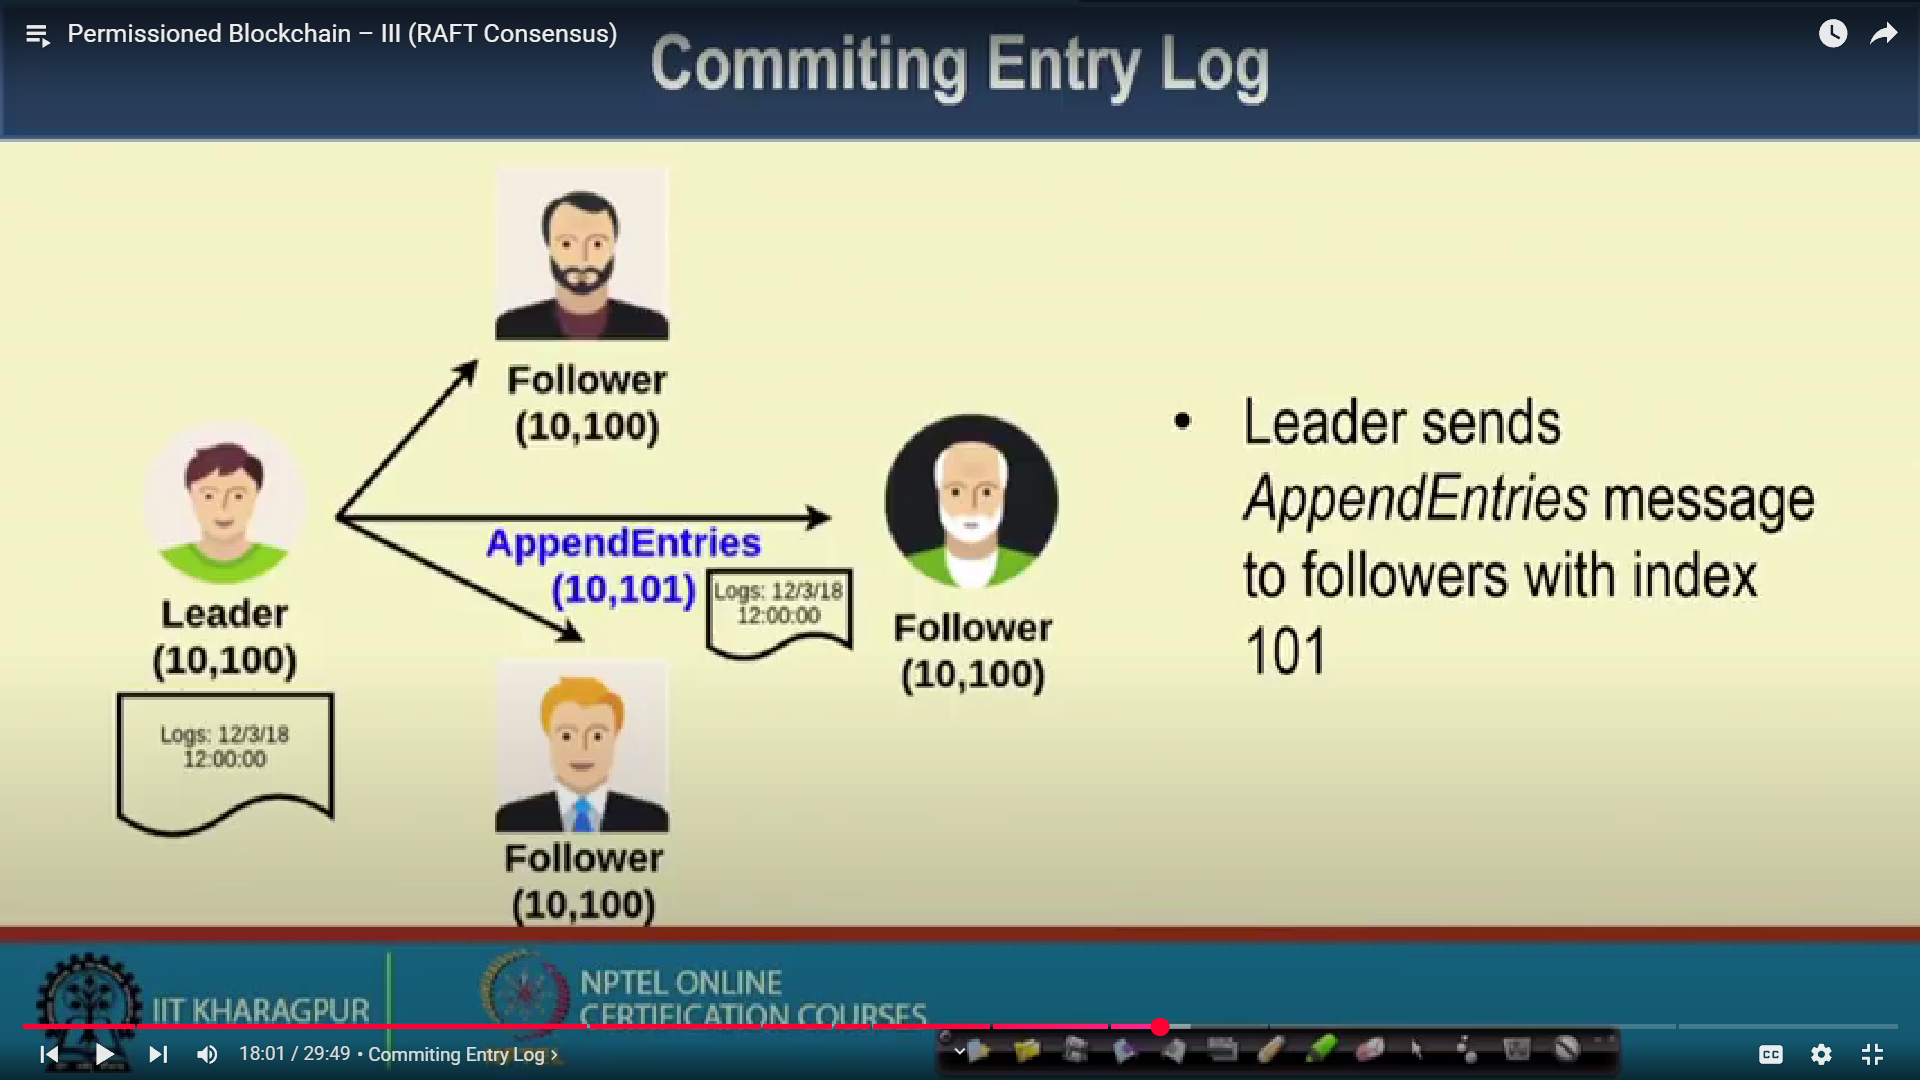 Permissioned Blockchain – III (RAFT Consensus)
Commiting Entry Log
Follower
(10,100)
AppendEntries
(10,101)
Logs: 12/3/18
12:00:00
Leader
(10,100)
Logs: 12/3/18
12:00:00
Follower
(10,100)
Follower
(10,100)
• Leader sends
AppendEntries message
to followers with index
101
IIT KHARAGPUR
NPTEL ONLINE
CERTIFICATION COURSES
18:01 / 29:49 • Commiting Entry Log ›
CC